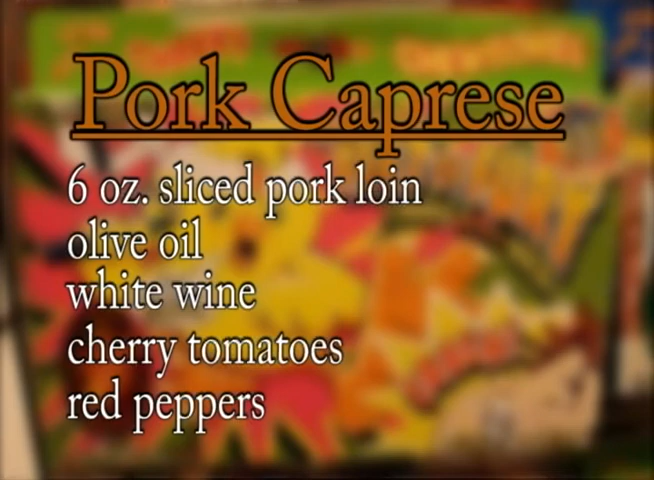 Pork Caprese
6 oz. sliced pork loin
olive oil
white wine
cherry tomatoes
red peppers